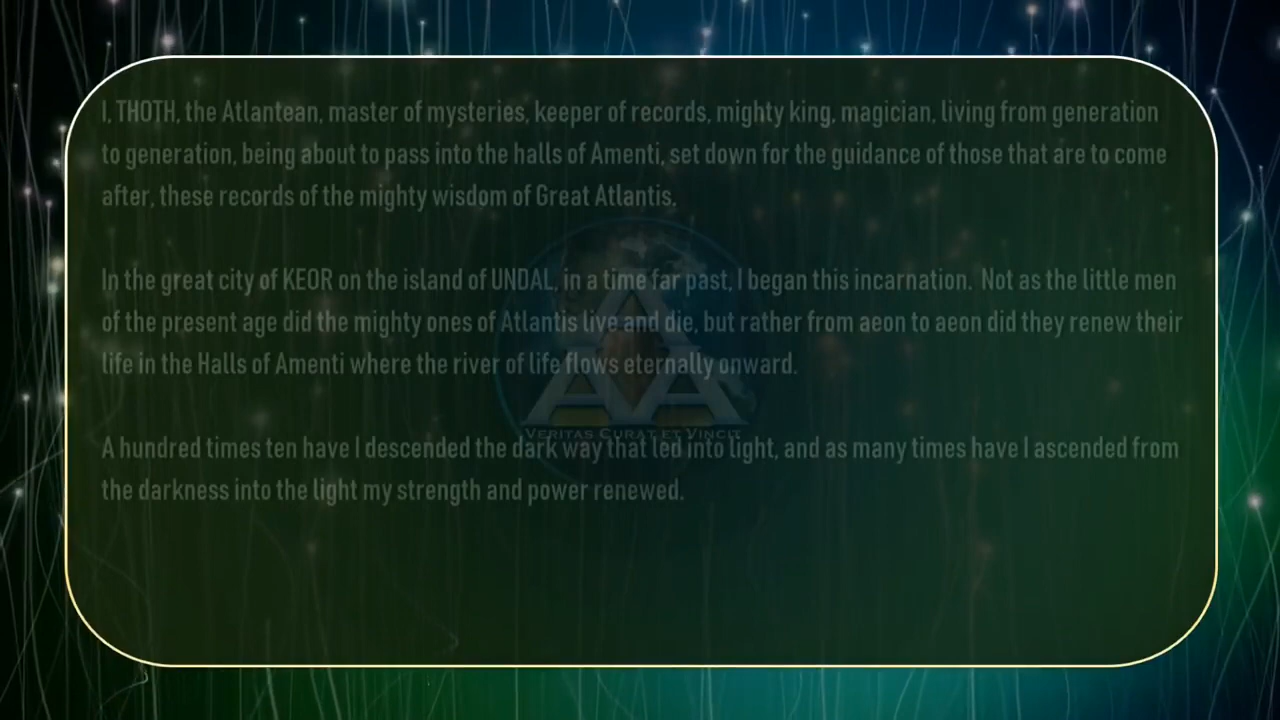 I, THOTH, the Atlantean, master of mysteries, keeper of records, mighty king, magician, living from generation
to generation, being about to pass into the halls of Amenti, set down for the guidance of those that are to come
after, these records of the mighty wisdom of Great Atlantis.
In the great city of KEOR on the island of UNDAL, in a time far past, I began this incarnation. Not as the little men
of the present age did the mighty ones of Atlantis live and die, but rather from aeon to aeon did they renew their
life in the Halls of Amenti where the river of life flows eternally onward.
VERITAS CURAT ET VINCIT
A hundred times ten have I descended the dark way that led into light, and as many times have I ascended from
the darkness into the light my strength and power renewed.